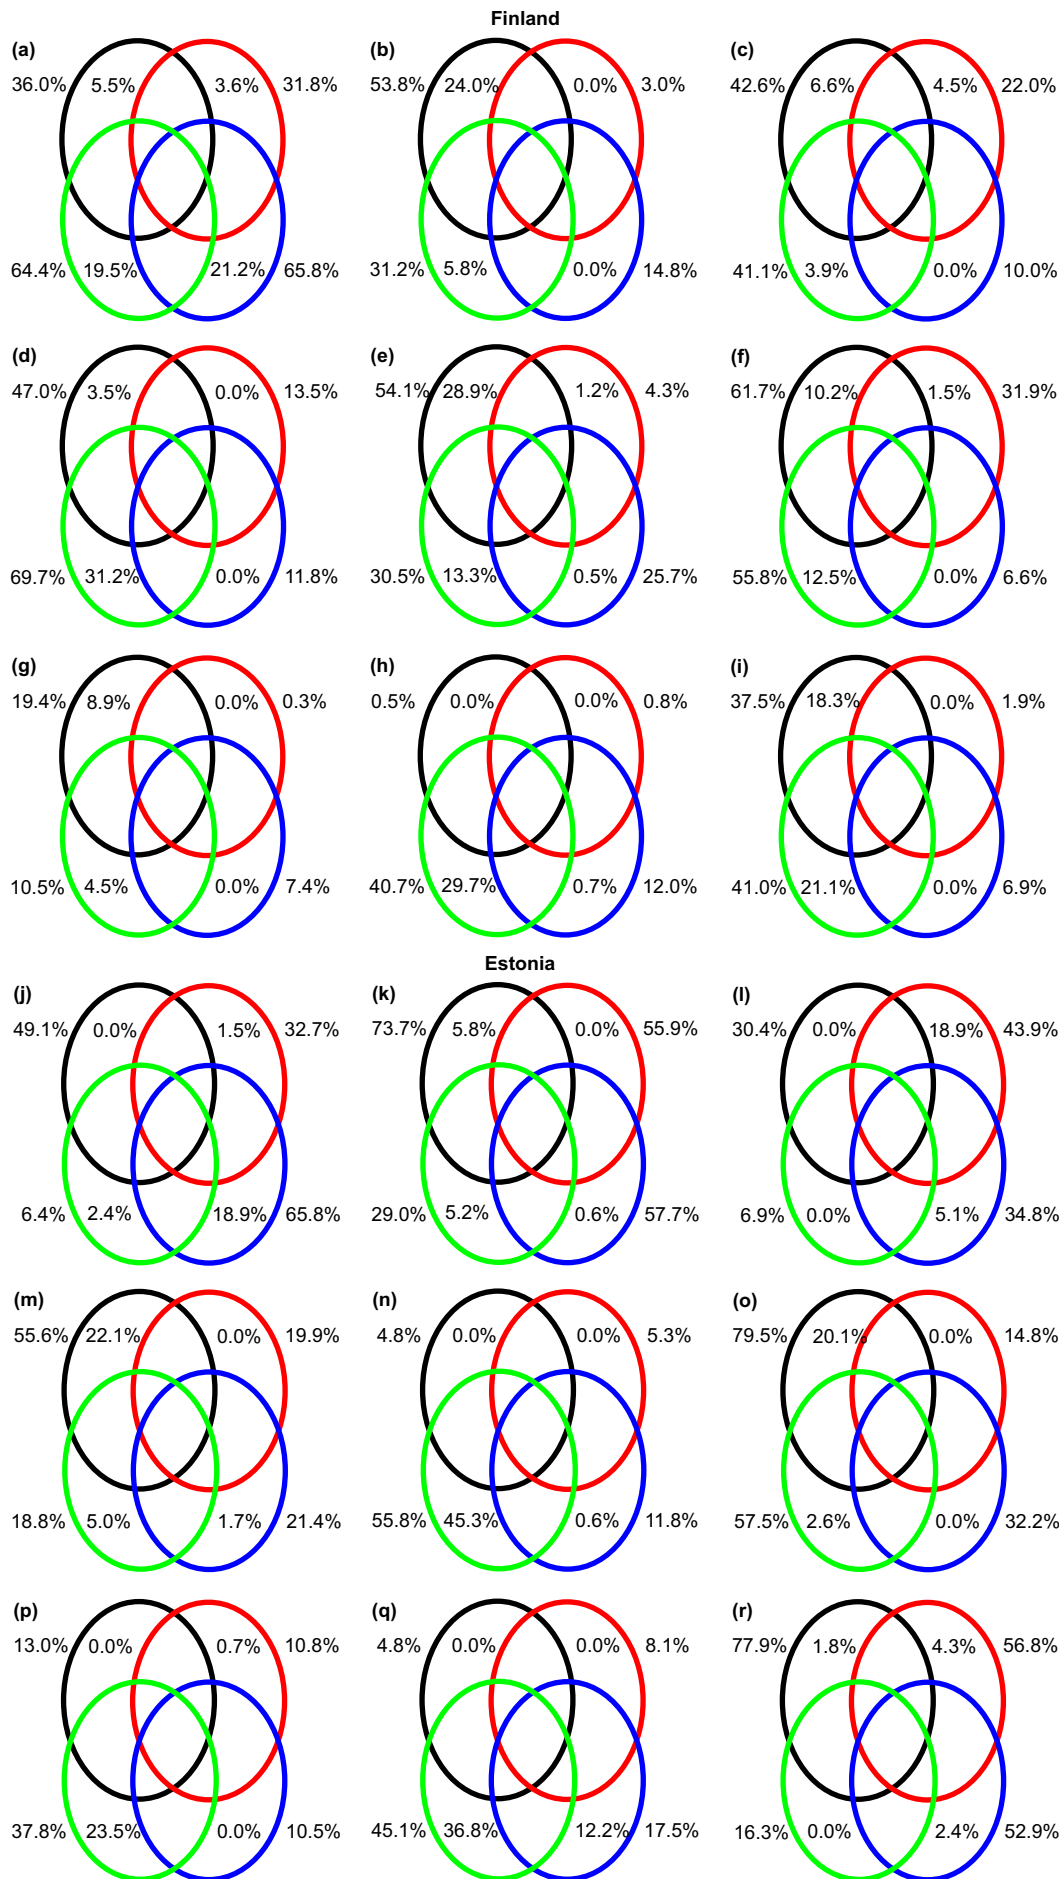 Finland
(a) (b) (c)
36.0% 5.5% 3.6% 31.8% 53.8% 24.0% 0.0% 3.0% 42.6% 6.6% 4.5% 22.0%
64.4% 19.5% 21.2% 65.8% 31.2% 5.8% 0.0% 14.8% 41.1% 3.9% 0.0% 10.0%
(d) (e) (f)
47.0% 3.5% 0.0% 13.5% 54.1% 28.9% 1.2% 4.3% 61.7% 10.2% 1.5% 31.9%
69.7% 31.2% 0.0% 11.8% 30.5% 13.3% 0.5% 25.7% 55.8% 12.5% 0.0% 6.6%
(g) (h) (i)
19.4% 8.9% 0.0% 0.3% 0.5% 0.0% 0.0% 0.8% 37.5% 18.3% 0.0% 1.9%
10.5% 4.5% 0.0% 7.4% 40.7% 29.7% 0.7% 12.0% 41.0% 21.1% 0.0% 6.9%
Estonia
(j) (k) (l)
49.1% 0.0% 1.5% 32.7% 73.7% 5.8% 0.0% 55.9% 30.4% 0.0% 18.9% 43.9%
6.4% 2.4% 18.9% 65.8% 29.0% 5.2% 0.6% 57.7% 6.9% 0.0% 5.1% 34.8%
(m) (n) (o)
55.6% 22.1% 0.0% 19.9% 4.8% 0.0% 0.0% 5.3% 79.5% 20.1% 0.0% 14.8%
18.8% 5.0% 1.7% 21.4% 55.8% 45.3% 0.6% 11.8% 57.5% 2.6% 0.0% 32.2%
(p) (q) (r)
13.0% 0.0% 0.7% 10.8% 4.8% 0.0% 0.0% 8.1% 77.9% 1.8% 4.3% 56.8%
37.8% 23.5% 0.0% 10.5% 45.1% 36.8% 12.2% 17.5% 16.3% 0.0% 2.4% 52.9%